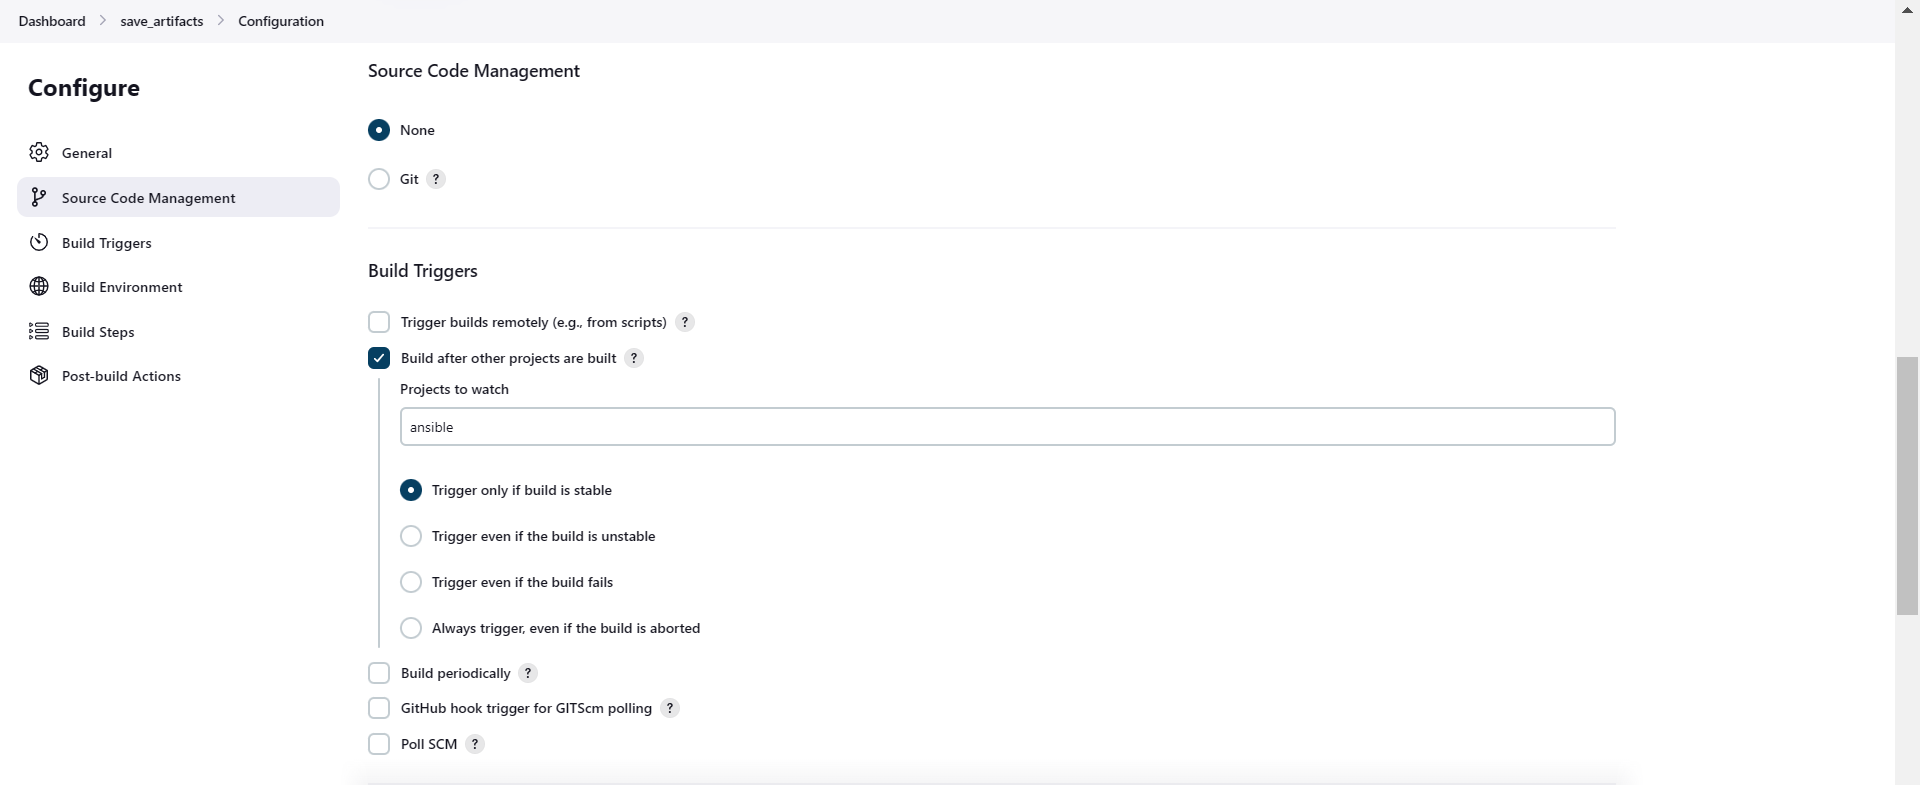 Dashboard > save_artifacts > Configuration
Configure
General
Source Code Management
Build Triggers
Build Environment
Build Steps
Post-build Actions
Source Code Management
None
Git ?
Build Triggers
Trigger builds remotely (e.g., from scripts) ?
Build after other projects are built ?
Projects to watch
ansible
Trigger only if build is stable
Trigger even if the build is unstable
Trigger even if the build fails
Always trigger, even if the build is aborted
Build periodically ?
GitHub hook trigger for GITScm polling ?
Poll SCM ?